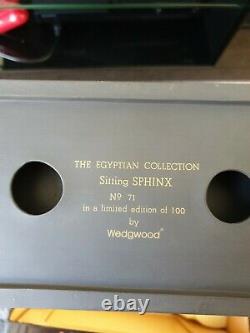 THE EGYPTIAN COLLECTION
Sitting SPHINX
Nº 71
in a limited edition of 100
by
Wedgwood®